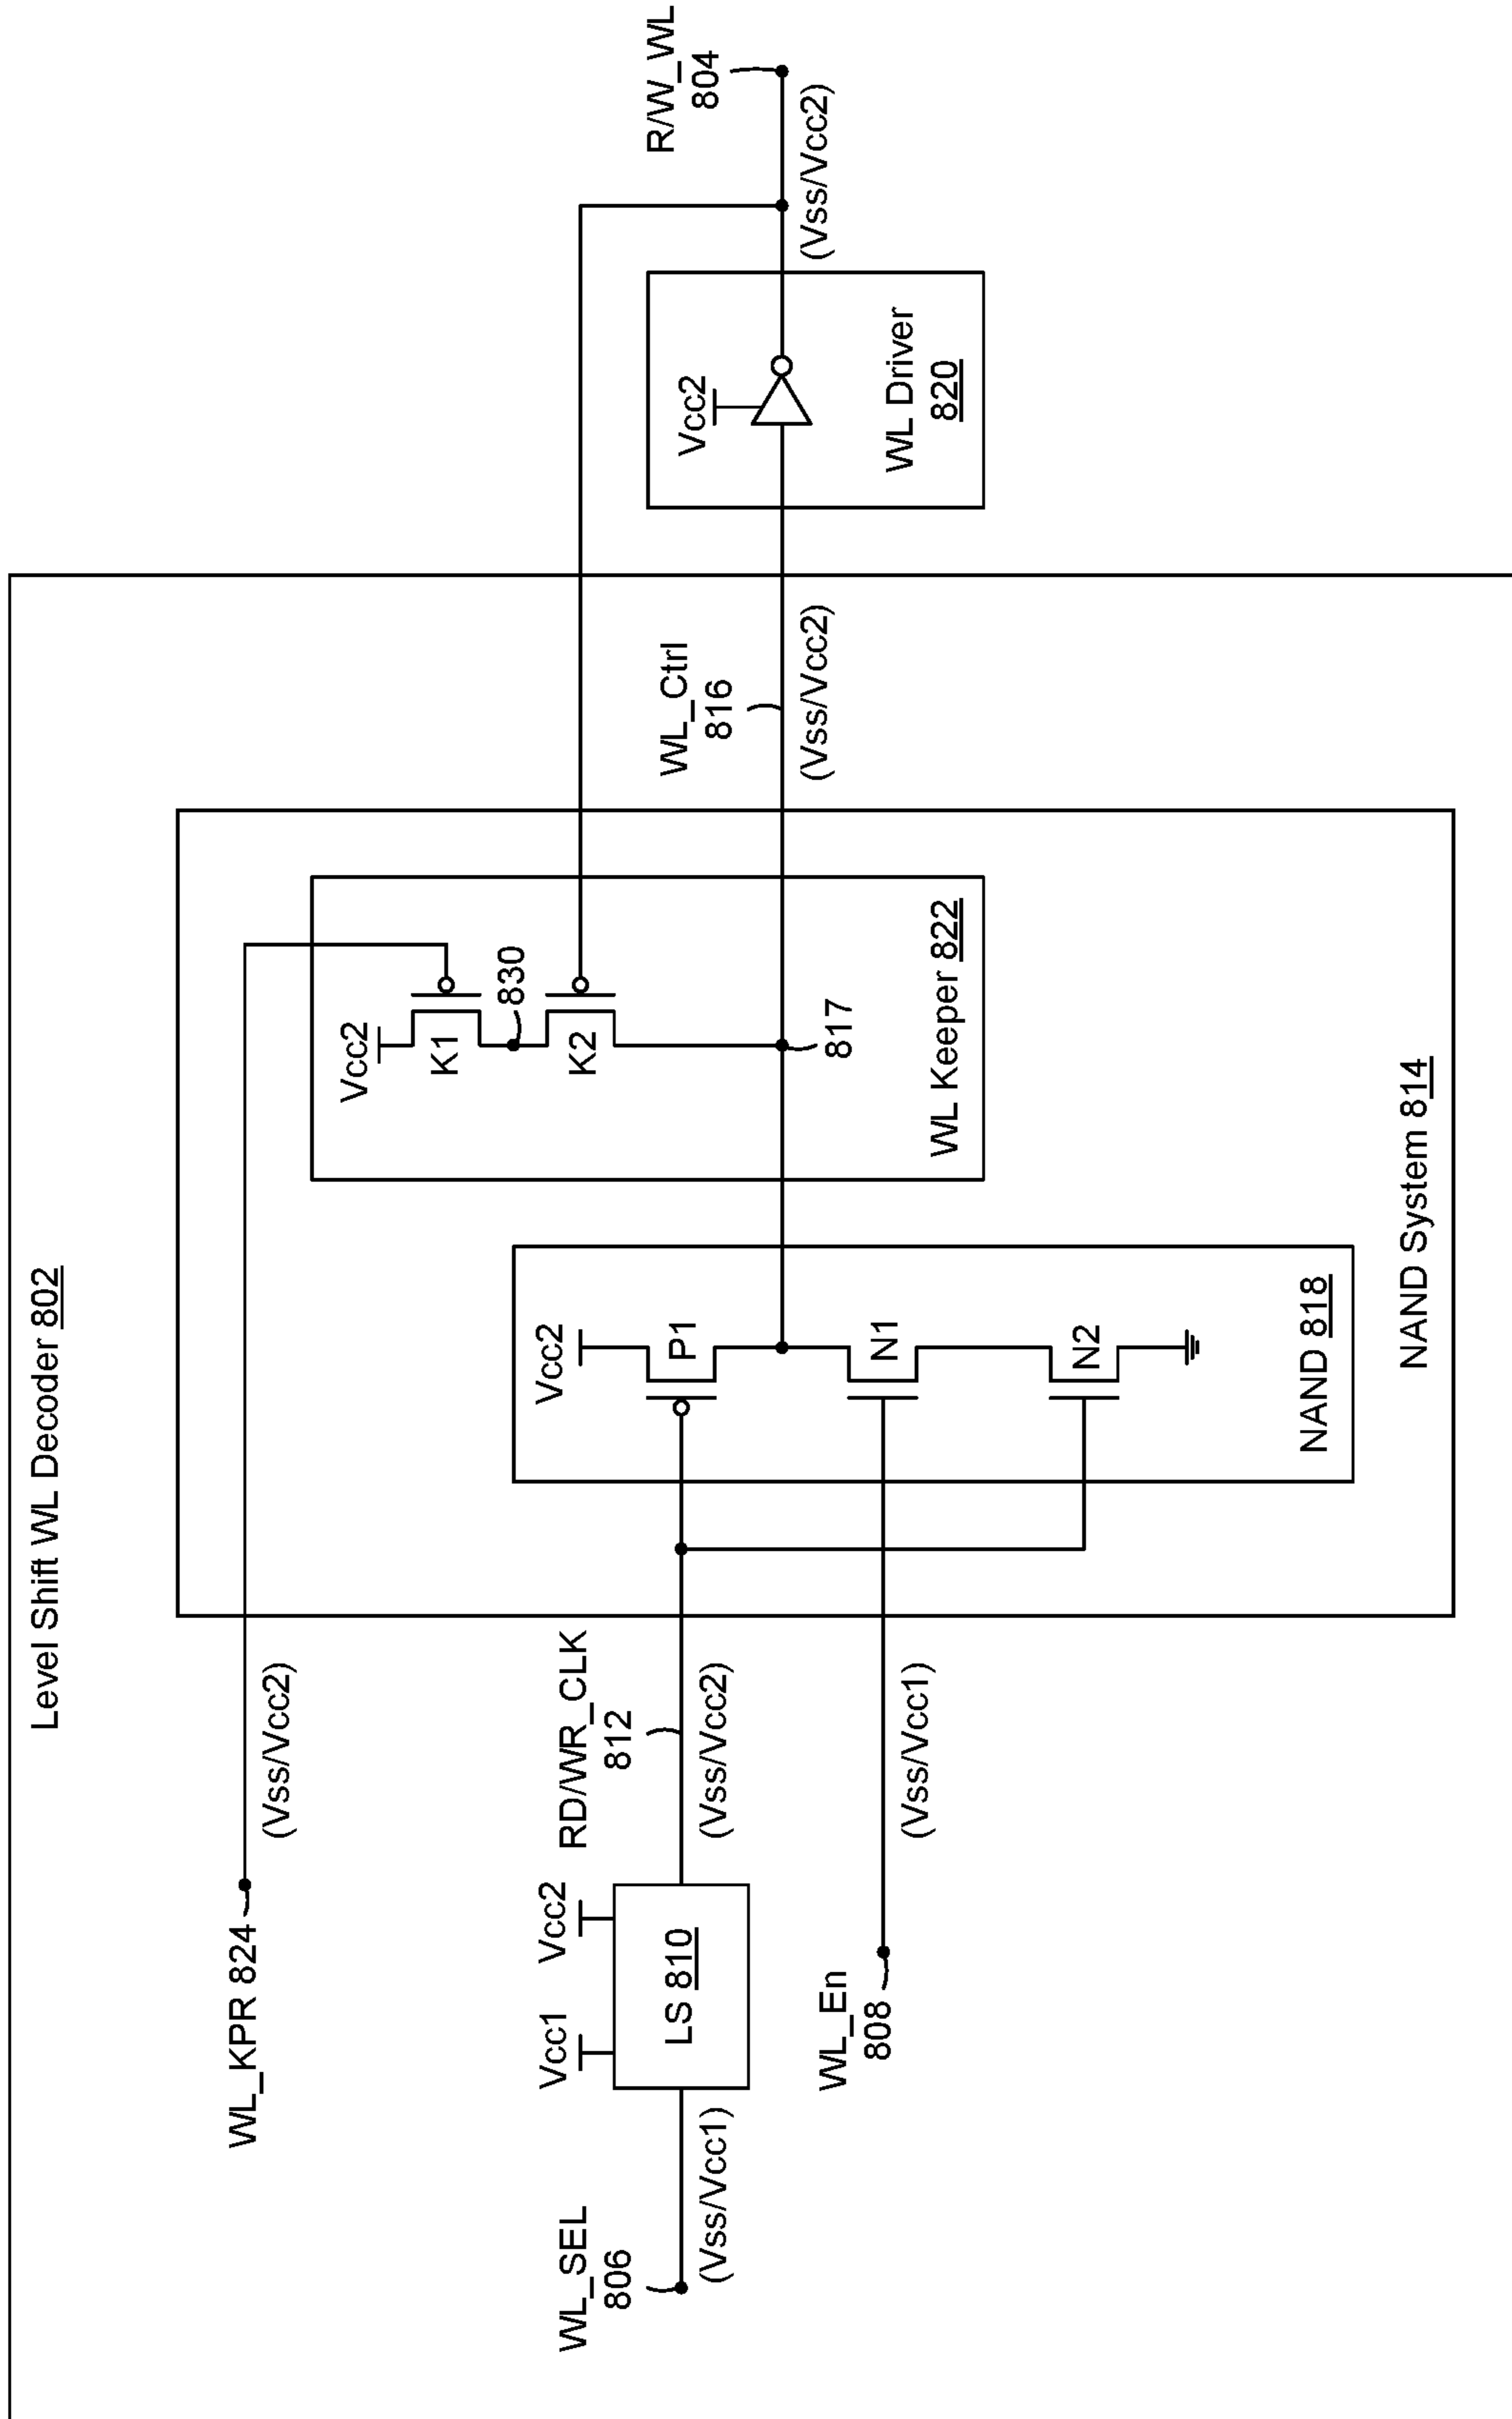 Level Shift WL Decoder 802
WL_KPR 824
(Vss/Vcc2)
WL_SEL
806
(Vss/Vcc1)
Vcc1
Vcc2
LS 810
RD/WR_CLK
812
(Vss/Vcc2)
WL_En
808
(Vss/Vcc1)
Vcc2
P1
N1
N2
NAND 818
Vcc2
K1
830
K2
817
WL Keeper 822
NAND System 814
WL_Ctrl
816
(Vss/Vcc2)
Vcc2
WL Driver
820
R/W_WL
804
(Vss/Vcc2)